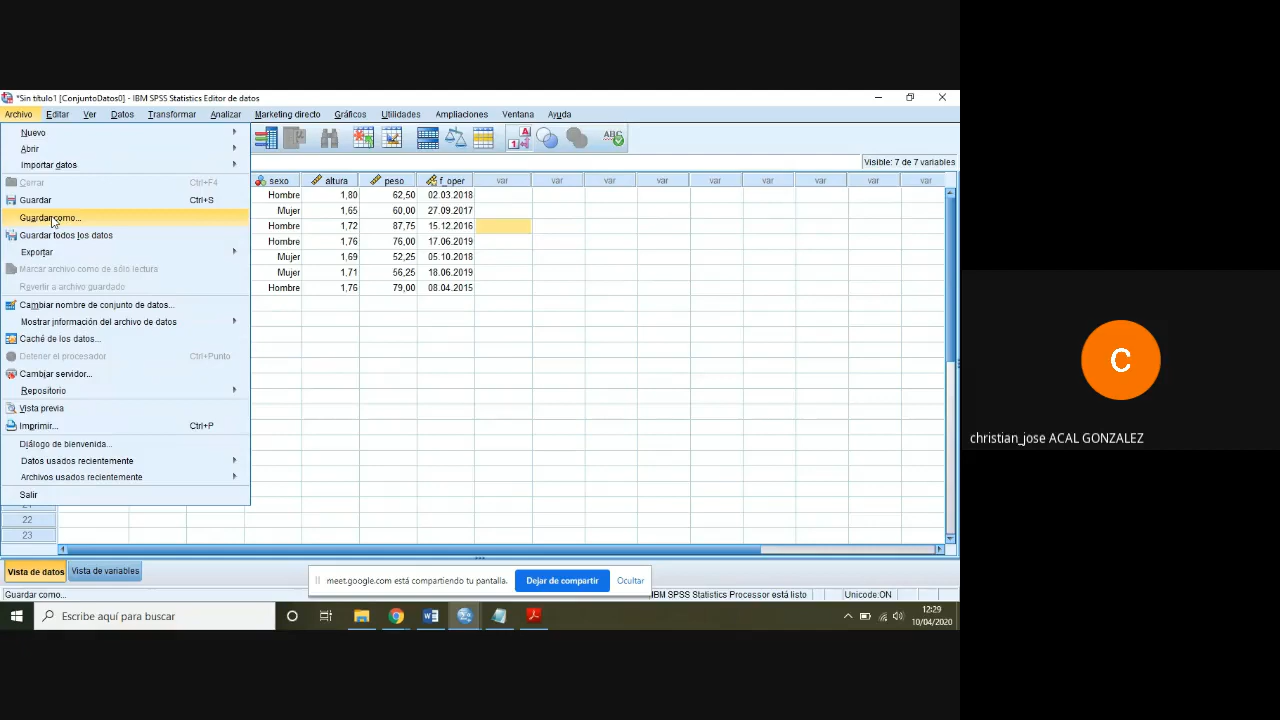 *Sin título1 [ConjuntoDatos0] - IBM SPSS Statistics Editor de datos
Archivo Editar Ver Datos Transformar Analizar Marketing directo Gráficos Utilidades Ampliaciones Ventana Ayuda
Nuevo
Abrir
Importar datos
Cerrar Ctrl+F4
Guardar Ctrl+S
Guardar como...
Guardar todos los datos
Exportar
Marcar archivo como de sólo lectura
Revertir a archivo guardado
Cambiar nombre de conjunto de datos...
Mostrar información del archivo de datos
Caché de los datos...
Detener el procesador Ctrl+Punto
Cambiar servidor...
Repositorio
Vista previa
Imprimir... Ctrl+P
Diálogo de bienvenida...
Datos usados recientemente
Archivos usados recientemente
Salir
Visible: 7 de 7 variables
sexo altura peso f_oper var var var var var var var var
Hombre 1,80 62,50 02.03.2018
Mujer 1,65 60,00 27.09.2017
Hombre 1,72 87,75 15.12.2016
Hombre 1,76 76,00 17.06.2019
Mujer 1,69 52,25 05.10.2018
Mujer 1,71 56,25 18.06.2019
Hombre 1,76 79,00 08.04.2015
22
23
Vista de datos Vista de variables
meet.google.com está compartiendo tu pantalla. Dejar de compartir Ocultar
Guardar como... IBM SPSS Statistics Processor está listo Unicode:ON
Escribe aquí para buscar
12:29
10/04/2020
C
christian_jose ACAL GONZALEZ